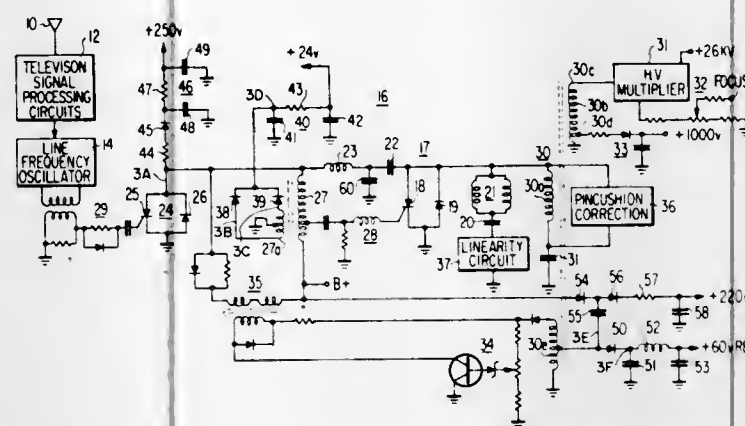 10
12
TELEVISON
SIGNAL
PROCESSING
CIRCUITS
14
LINE
FREQUENCY
OSCILLATOR
+250v
49
47
46
48
45
44
3A
29
25
24
26
+24v
30
43
40
41
42
16
23
22
17
60
18
19
38
39
3B
3C
27
27a
28
21
20
LINEARITY
CIRCUIT
37
30
30a
31
PINCUSHION
CORRECTION
36
30c
30b
30d
31
H.V
MULTIPLIER
+26KV
32
FOCUS
+1000v
33
35
B+
34
54
56
57
+220
55
58
3E
50
52
+60v RE
30e
3F
51
53